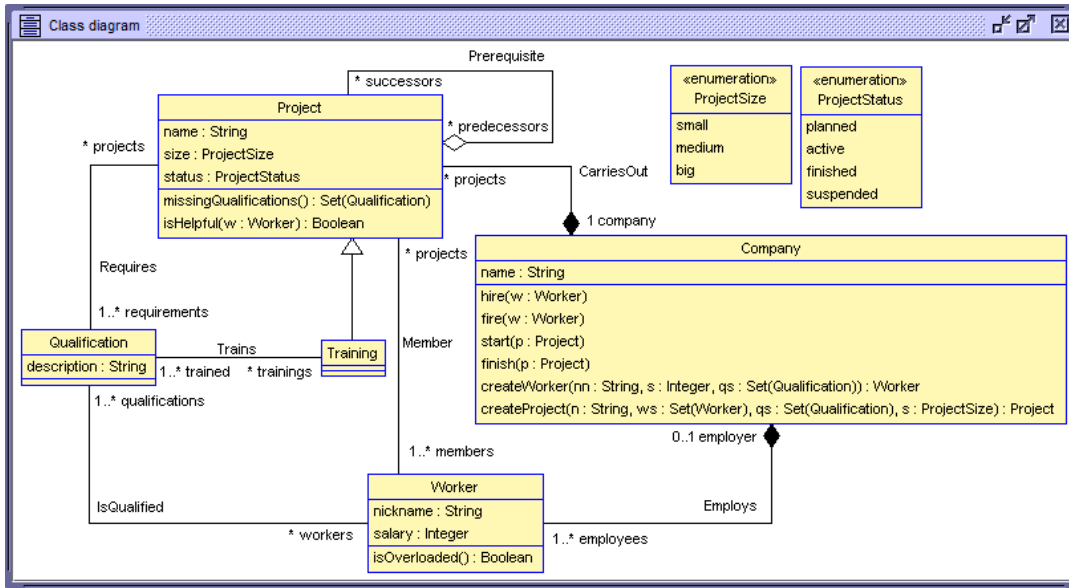 Class diagram
Prerequisite
* successors
Project
name : String
size : ProjectSize
status : ProjectStatus
missingQualifications() : Set(Qualification)
isHelpful(w : Worker) : Boolean
* predecessors
* projects
* projects
CarriesOut
1 company
«enumeration»
ProjectSize
small
medium
big
«enumeration»
ProjectStatus
planned
active
finished
suspended
* projects
Company
name : String
hire(w : Worker)
fire(w : Worker)
start(p : Project)
finish(p : Project)
createWorker(nn : String, s : Integer, qs : Set(Qualification)) : Worker
createProject(n : String, ws : Set(Worker), qs : Set(Qualification), s : ProjectSize) : Project
Requires
1..* requirements
Qualification
description : String
Trains
1..* trained
* trainings
Training
Member
1..* qualifications
0..1 employer
1..* members
Worker
nickname : String
salary : Integer
isOverloaded() : Boolean
IsQualified
* workers
Employs
1..* employees